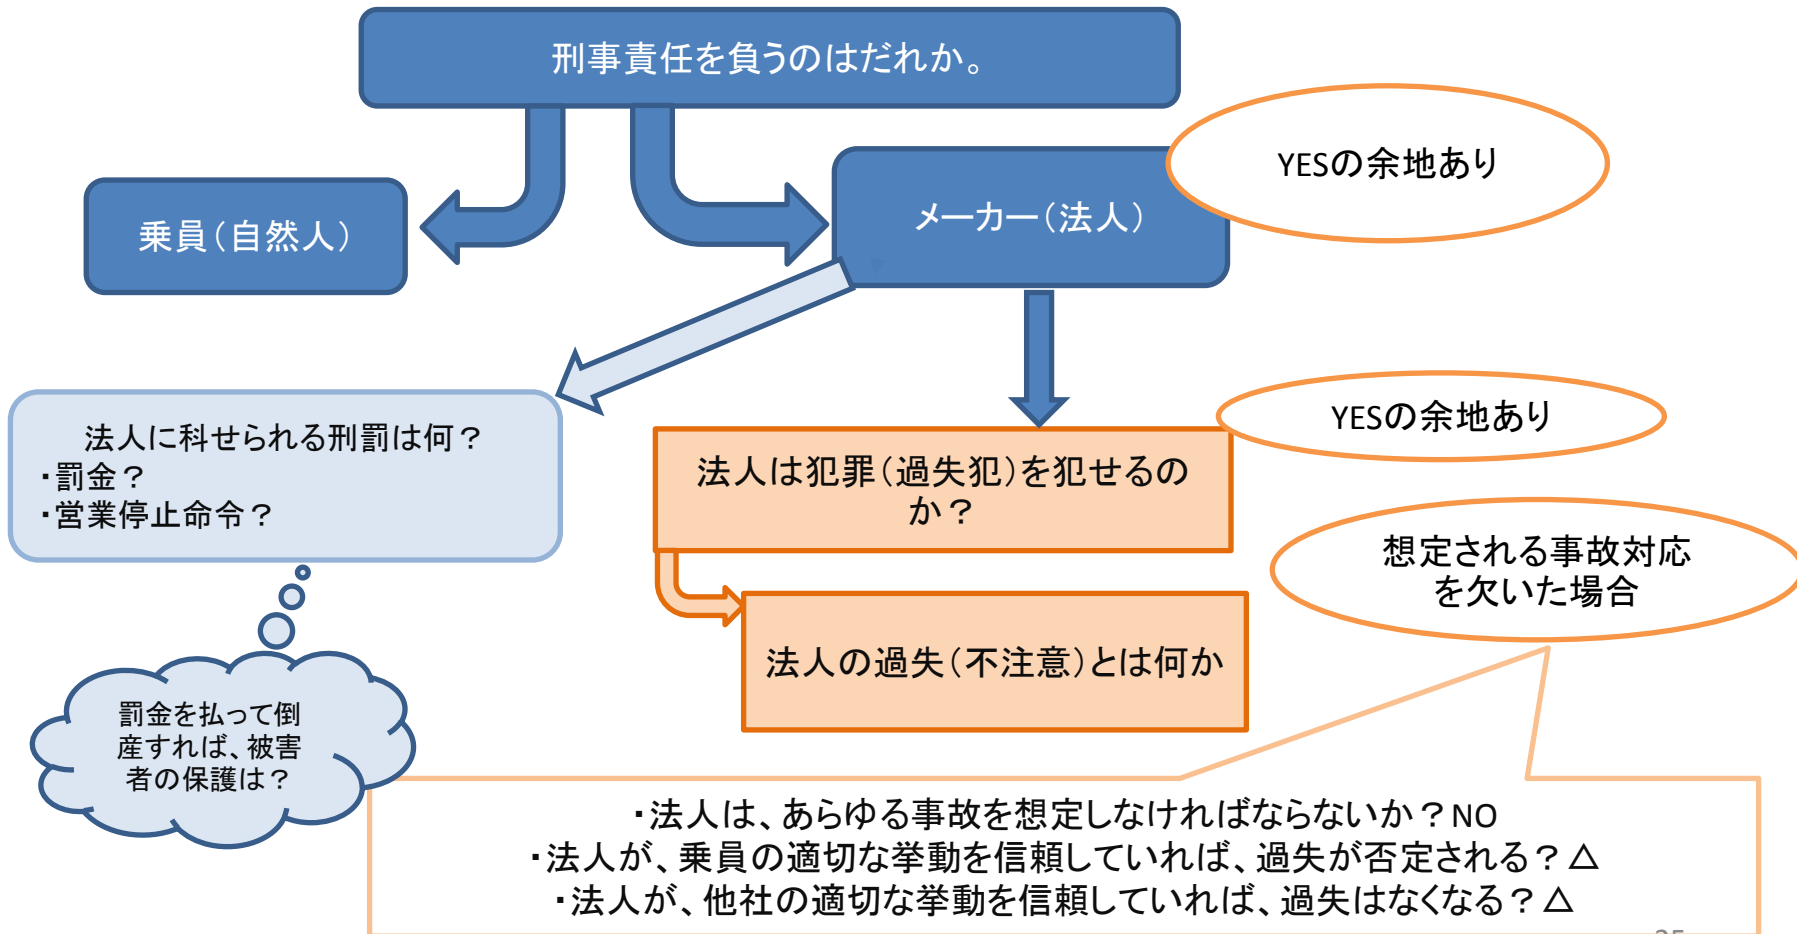 刑事責任を負うのはだれか。
YESの余地あり
メーカー（法人）
乗員（自然人）
法人に科せられる刑罰は何？
・罰金？
・営業停止命令？
YESの余地あり
法人は犯罪（過失犯）を犯せるの
か？
想定される事故対応
を欠いた場合
法人の過失（不注意）とは何か
罰金を払って倒
産すれば、被害
者の保護は？
・法人は、あらゆる事故を想定しなければならないか？NO
・法人が、乗員の適切な挙動を信頼していれば、過失が否定される？△
・法人が、他社の適切な挙動を信頼していれば、過失はなくなる？△